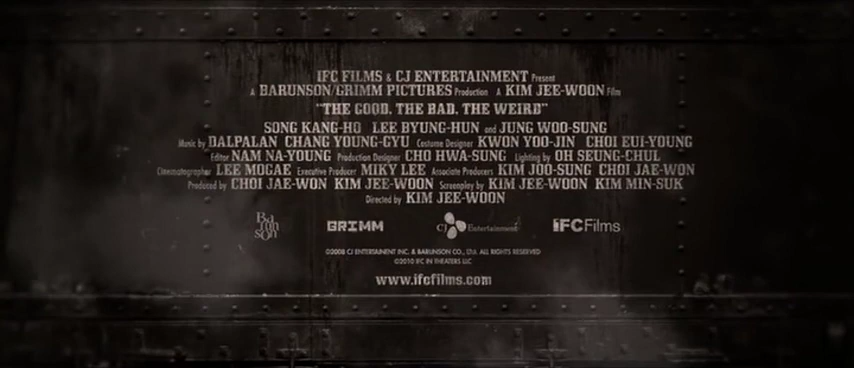 IFC FILMS & CJ ENTERTAINMENT Present
A BARUNSON/GRIMM PICTURES Production A KIM JEE-WOON Film
"THE GOOD, THE BAD, THE WEIRD"
SONG KANG-HO LEE BYUNG-HUN and JUNG WOO-SUNG
Music by DALPALAN CHANG YOUNG-GYU Costume Designer KWON YOO-JIN CHOI EUI-YOUNG
Editor NAM NA-YOUNG Production Designer CHO HWA-SUNG Lighting by OH SEUNG-CHUL
Cinematographer LEE MOGAE Executive Producer MIKY LEE Associate Producers KIM JOO-SUNG CHOI JAE-WON
Produced by CHOI JAE-WON KIM JEE-WOON Screenplay by KIM JEE-WOON KIM MIN-SUK
Directed by KIM JEE-WOON
Barunson GRIMM CJ Entertainment IFC Films
©2008 CJ ENTERTAINMENT INC. & BARUNSON CO., Ltd. ALL RIGHTS RESERVED
©2010 IFC IN THEATERS LLC
www.ifcfilms.com